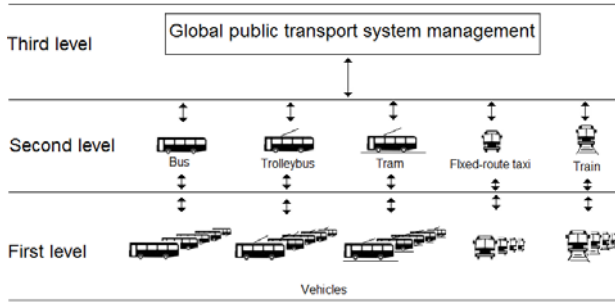 Third level
Global public transport system management
Second level
Bus
Trolleybus
Tram
FIxed-route taxi
Train
First level
Vehicles